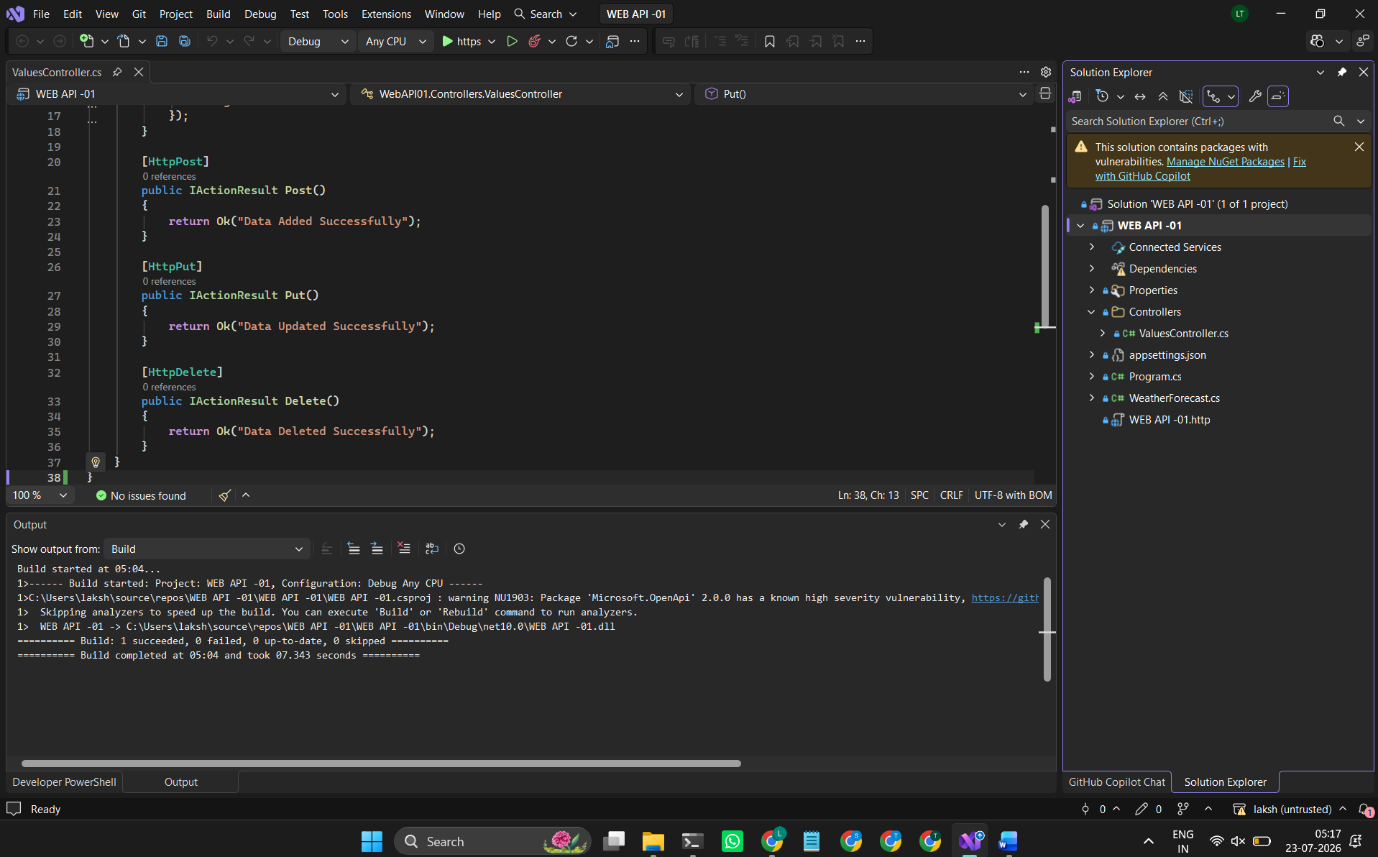 File Edit View Git Project Build Debug Test Tools Extensions Window Help Search WEB API -01 LT
Debug Any CPU https
ValuesController.cs
WEB API -01 WebAPI01.Controllers.ValuesController Put()
17 });
18 }
19
20 [HttpPost]
0 references
21 public IActionResult Post()
22 {
23 return Ok("Data Added Successfully");
24 }
25
26 [HttpPut]
0 references
27 public IActionResult Put()
28 {
29 return Ok("Data Updated Successfully");
30 }
31
32 [HttpDelete]
0 references
33 public IActionResult Delete()
34 {
35 return Ok("Data Deleted Successfully");
36 }
37 }
38 }
100 % No issues found Ln: 38, Ch: 13 SPC CRLF UTF-8 with BOM
Output
Show output from: Build
Build started at 05:04...
1>------ Build started: Project: WEB API -01, Configuration: Debug Any CPU ------
1>C:\Users\laksh\source\repos\WEB API -01\WEB API -01\WEB API -01.csproj : warning NU1903: Package 'Microsoft.OpenApi' 2.0.0 has a known high severity vulnerability, https://gith
1> Skipping analyzers to speed up the build. You can execute 'Build' or 'Rebuild' command to run analyzers.
1> WEB API -01 -> C:\Users\laksh\source\repos\WEB API -01\WEB API -01\bin\Debug\net10.0\WEB API -01.dll
========== Build: 1 succeeded, 0 failed, 0 up-to-date, 0 skipped ==========
========== Build completed at 05:04 and took 07.343 seconds ==========
Developer PowerShell Output
Solution Explorer
Search Solution Explorer (Ctrl+;)
This solution contains packages with
vulnerabilities. Manage NuGet Packages | Fix
with GitHub Copilot
Solution 'WEB API -01' (1 of 1 project)
WEB API -01
Connected Services
Dependencies
Properties
Controllers
C# ValuesController.cs
appsettings.json
C# Program.cs
C# WeatherForecast.cs
WEB API -01.http
GitHub Copilot Chat Solution Explorer
Ready 0 0 laksh (untrusted) 1
Search ENG 05:17
IN 23-07-2026